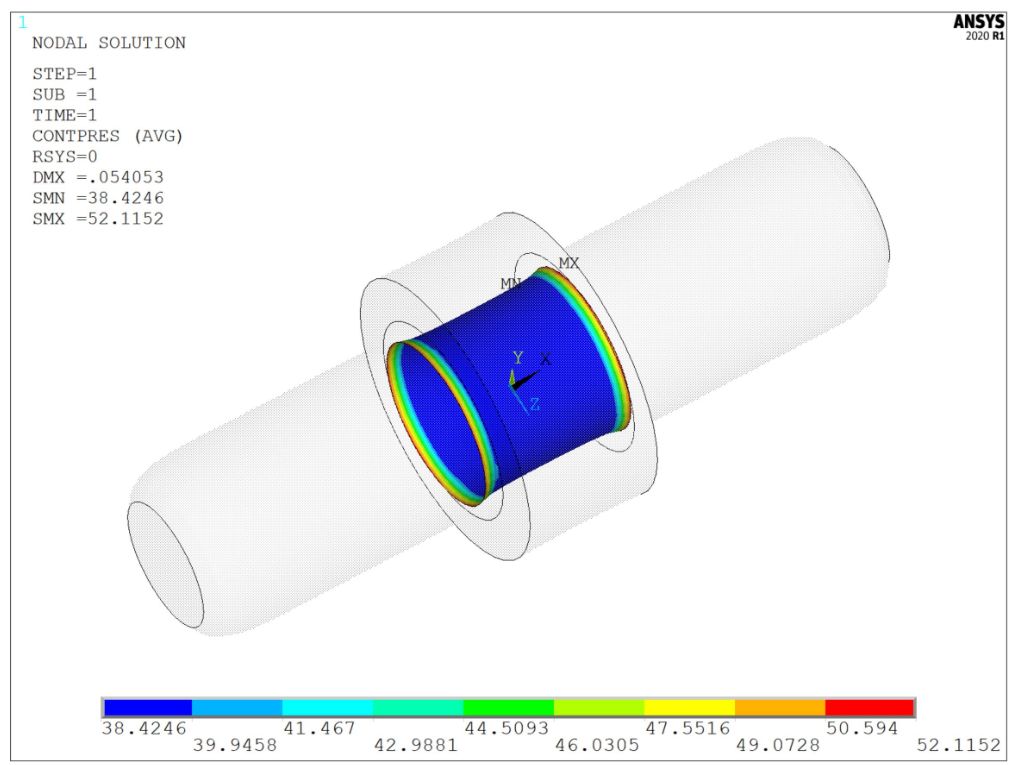 1
ANSYS
2020 R1
NODAL SOLUTION
STEP=1
SUB =1
TIME=1
CONTPRES (AVG)
RSYS=0
DMX =.054053
SMN =38.4246
SMX =52.1152
MX
MN
Y
X
Z
38.4246 41.467 44.5093 47.5516 50.594
39.9458 42.9881 46.0305 49.0728 52.1152